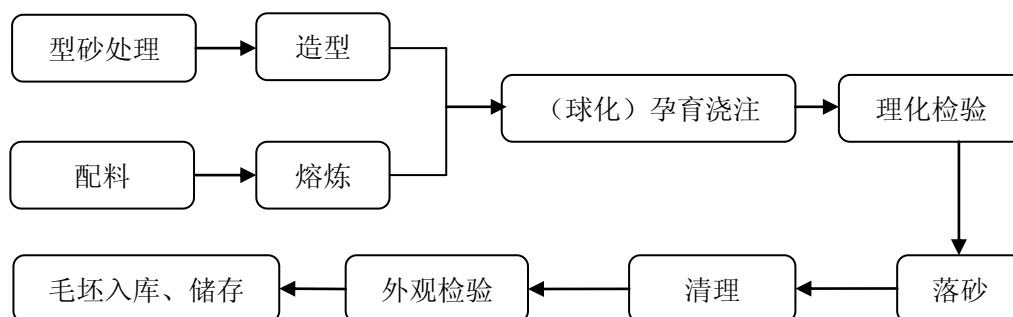 型砂处理
造型
（球化）孕育浇注
理化检验
配料
熔炼
毛坯入库、储存
外观检验
清理
落砂